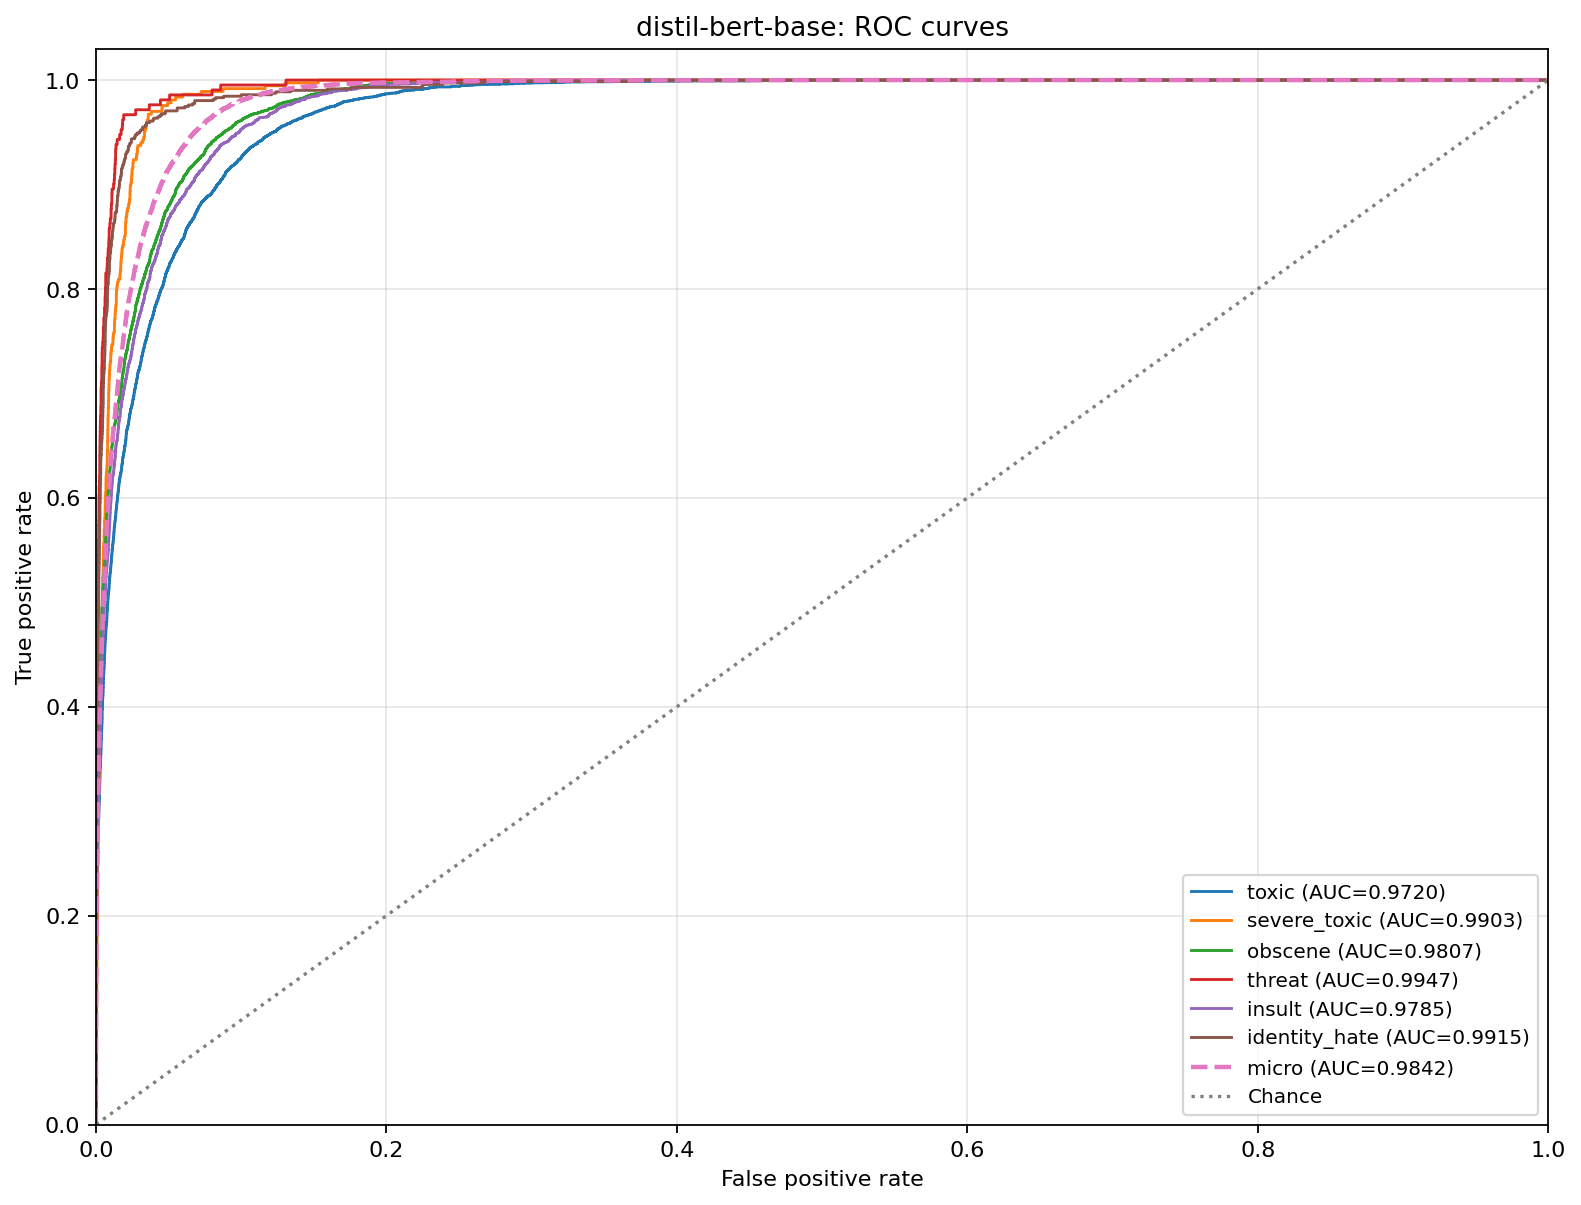 distil-bert-base: ROC curves
True positive rate
1.0
0.8
0.6
0.4
0.2
0.0
toxic (AUC=0.9720)
severe_toxic (AUC=0.9903)
obscene (AUC=0.9807)
threat (AUC=0.9947)
insult (AUC=0.9785)
identity_hate (AUC=0.9915)
micro (AUC=0.9842)
Chance
0.0 0.2 0.4 0.6 0.8 1.0
False positive rate